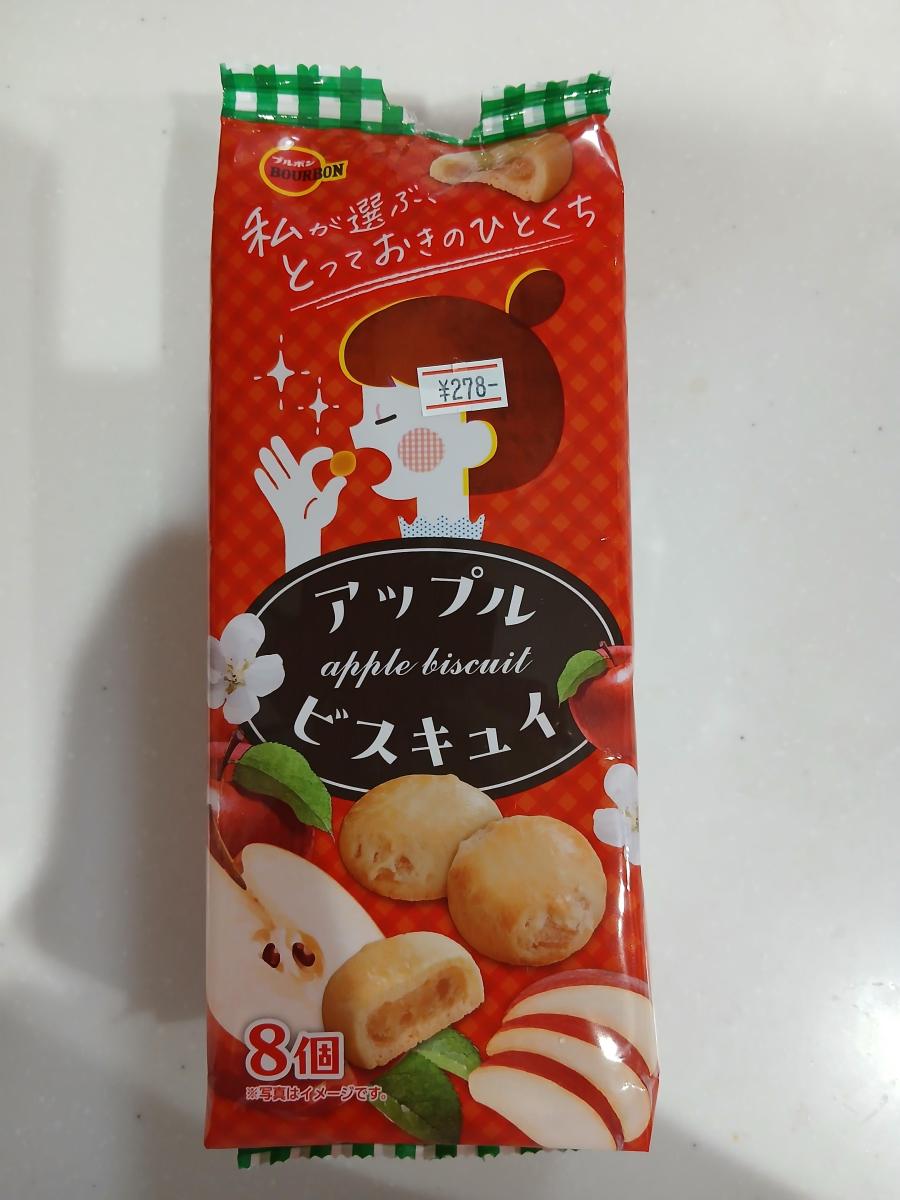 ブルボン
BOURBON
私が選ぶ、
とっておきのひとくち
¥278-
アップル
apple biscuit
ビスキュイ
8個
※写真はイメージです。